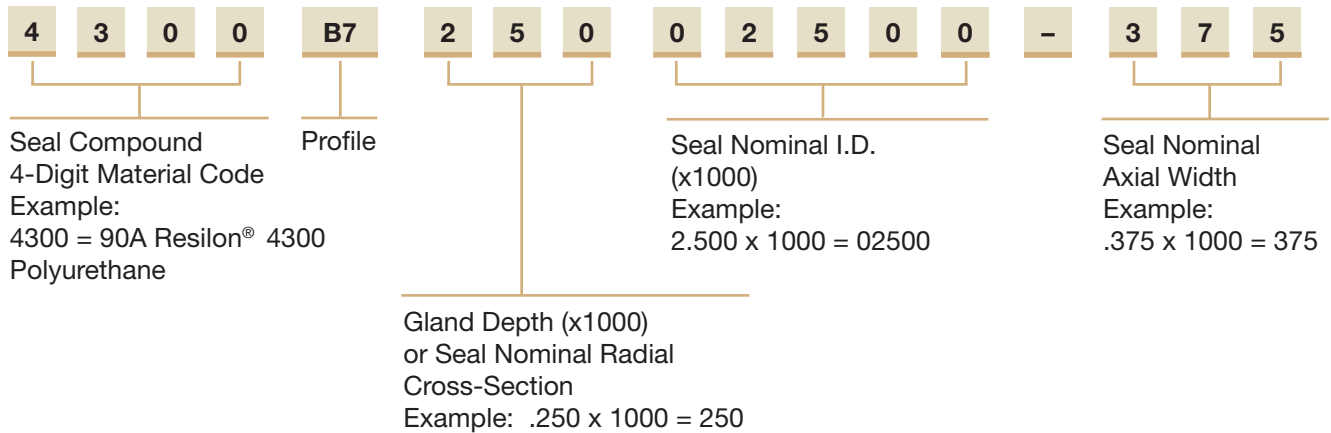 4 3 0 0 B7 2 5 0 0 2 5 0 0 – 3 7 5
Seal Compound
4-Digit Material Code
Example:
4300 = 90A Resilon® 4300
Polyurethane
Profile
Gland Depth (x1000)
or Seal Nominal Radial
Cross-Section
Example: .250 x 1000 = 250
Seal Nominal I.D.
(x1000)
Example:
2.500 x 1000 = 02500
Seal Nominal
Axial Width
Example:
.375 x 1000 = 375